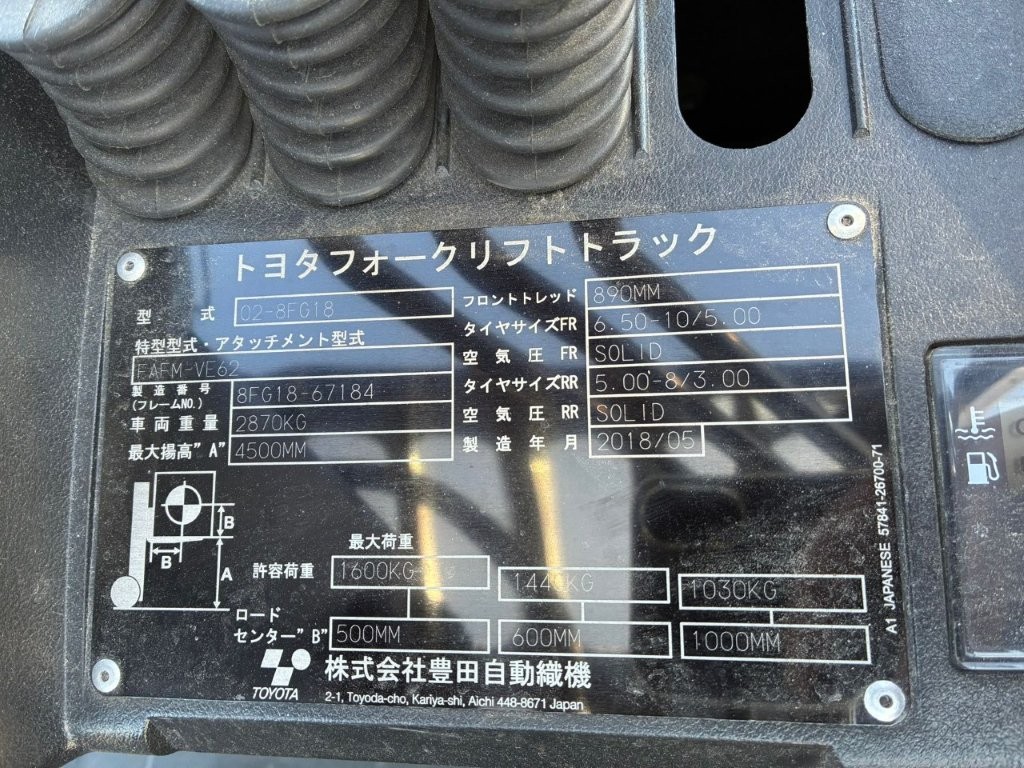 トヨタフォークリフトトラック
型 式 02-8FG18
特型型式・アタッチメント型式
FAFM-VE62
製造番号
(フレームNO.) 8FG18-67184
車両重量 2870KG
最大揚高"A" 4500MM
フロントトレッド 890MM
タイヤサイズFR 6.50-10/5.00
空気圧FR SOLID
タイヤサイズRR 5.00-8/3.00
空気圧RR SOLID
製造年月 2018/05
B
B
A
最大荷重
許容荷重 1600KG 1440KG 1030KG
ロード
センター"B" 500MM 600MM 1000MM
TOYOTA
株式会社豊田自動織機
2-1, Toyoda-cho, Kariya-shi, Aichi 448-8671 Japan
A1 JAPANESE 57841-26700-71